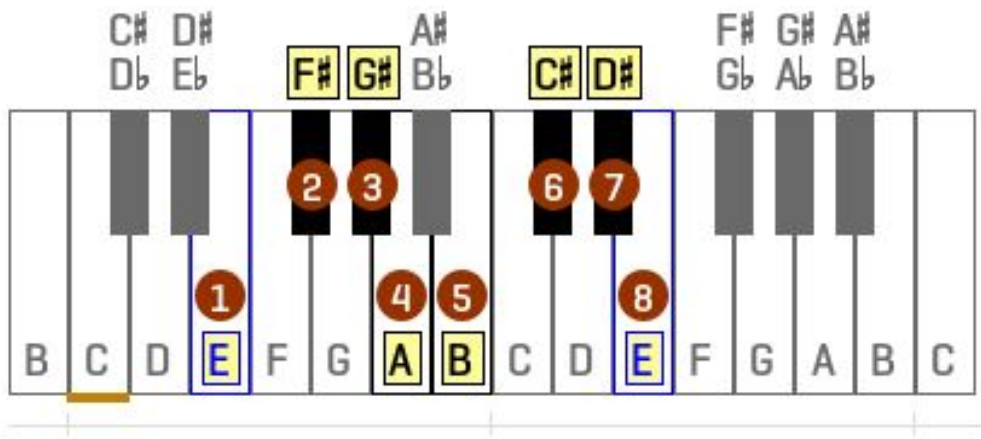 C♯ D♯ A♯ F♯ G♯ A♯
D♭ E♭ F♯ G♯ B♭ C♯ D♯ G♭ A♭ B♭
2 3 6 7
1 4 5 8
B C D E F G A B C D E F G A B C